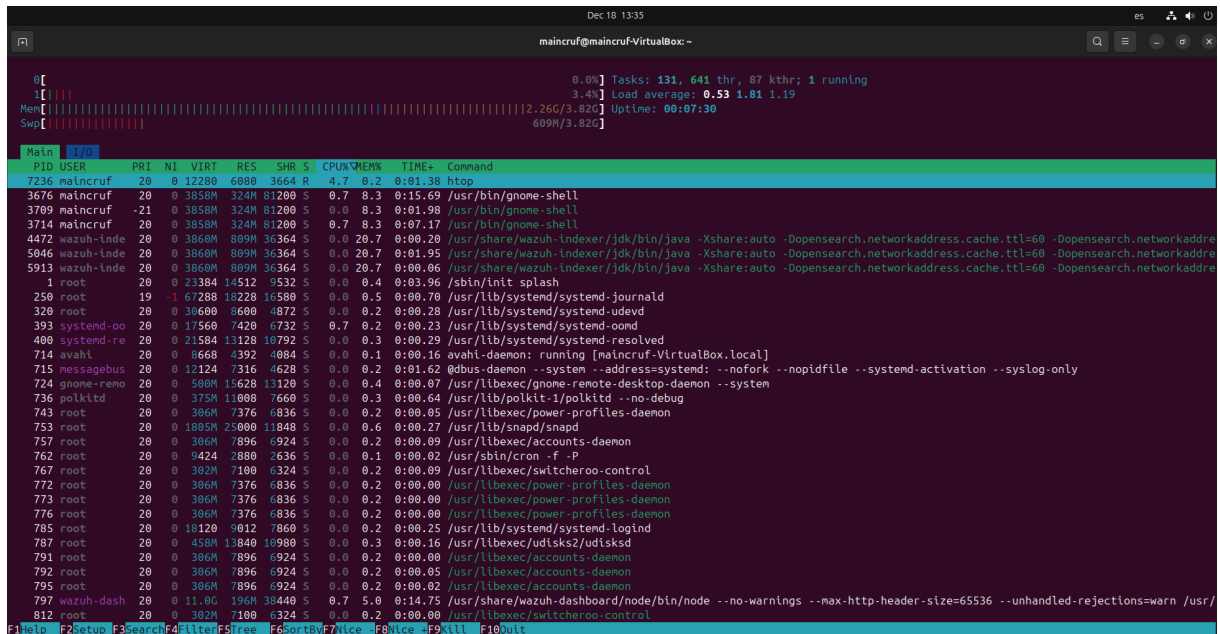 Dec 18 13:35
es
maincruf@maincruf-VirtualBox: ~
0[ 0.0%] Tasks: 131, 641 thr, 87 kthr; 1 running
1[|||| 3.4%] Load average: 0.53 1.81 1.19
Mem[ 2.26G/3.82G] Uptime: 00:07:30
Swp[ 609M/3.82G]
Main I/O
PID USER PRI NI VIRT RES SHR S CPU%▽MEM% TIME+ Command
7236 maincruf 20 0 12280 6080 3664 R 4.7 0.2 0:01.38 htop
3676 maincruf 20 0 3858M 324M 81200 S 0.7 8.3 0:15.69 /usr/bin/gnome-shell
3709 maincruf -21 0 3858M 324M 81200 S 0.0 8.3 0:01.98 /usr/bin/gnome-shell
3714 maincruf 20 0 3858M 324M 81200 S 0.7 8.3 0:07.17 /usr/bin/gnome-shell
4472 wazuh-inde 20 0 3860M 809M 36364 S 0.0 20.7 0:00.20 /usr/share/wazuh-indexer/jdk/bin/java -Xshare:auto -Dopensearch.networkaddress.cache.ttl=60 -Dopensearch.networkaddre
5046 wazuh-inde 20 0 3860M 809M 36364 S 0.0 20.7 0:01.95 /usr/share/wazuh-indexer/jdk/bin/java -Xshare:auto -Dopensearch.networkaddress.cache.ttl=60 -Dopensearch.networkaddre
5913 wazuh-inde 20 0 3860M 809M 36364 S 0.0 20.7 0:00.06 /usr/share/wazuh-indexer/jdk/bin/java -Xshare:auto -Dopensearch.networkaddress.cache.ttl=60 -Dopensearch.networkaddre
1 root 20 0 23384 14512 9532 S 0.0 0.4 0:03.96 /sbin/init splash
250 root 19 -1 67288 18228 16580 S 0.0 0.5 0:00.70 /usr/lib/systemd/systemd-journald
320 root 20 0 30600 8600 4872 S 0.0 0.2 0:00.28 /usr/lib/systemd/systemd-udevd
393 systemd-oo 20 0 17560 7420 6732 S 0.7 0.2 0:00.23 /usr/lib/systemd/systemd-oomd
400 systemd-re 20 0 21584 13128 10792 S 0.0 0.3 0:00.29 /usr/lib/systemd/systemd-resolved
714 avahi 20 0 8668 4392 4084 S 0.0 0.1 0:00.16 avahi-daemon: running [maincruf-VirtualBox.local]
715 messagebus 20 0 12124 7316 4628 S 0.0 0.2 0:01.62 @dbus-daemon --system --address=systemd: --nofork --nopidfile --systemd-activation --syslog-only
724 gnome-remo 20 0 500M 15628 13120 S 0.0 0.4 0:00.07 /usr/libexec/gnome-remote-desktop-daemon --system
736 polkitd 20 0 375M 11008 7660 S 0.0 0.3 0:00.64 /usr/lib/polkit-1/polkitd --no-debug
743 root 20 0 306M 7376 6836 S 0.0 0.2 0:00.05 /usr/libexec/power-profiles-daemon
753 root 20 0 1805M 25000 11848 S 0.0 0.6 0:00.27 /usr/lib/snapd/snapd
757 root 20 0 306M 7896 6924 S 0.0 0.2 0:00.09 /usr/libexec/accounts-daemon
762 root 20 0 9424 2880 2636 S 0.0 0.1 0:00.02 /usr/sbin/cron -f -P
767 root 20 0 302M 7100 6324 S 0.0 0.2 0:00.09 /usr/libexec/switcheroo-control
772 root 20 0 306M 7376 6836 S 0.0 0.2 0:00.00 /usr/libexec/power-profiles-daemon
773 root 20 0 306M 7376 6836 S 0.0 0.2 0:00.00 /usr/libexec/power-profiles-daemon
776 root 20 0 306M 7376 6836 S 0.0 0.2 0:00.00 /usr/libexec/power-profiles-daemon
785 root 20 0 18120 9012 7860 S 0.0 0.2 0:00.25 /usr/lib/systemd/systemd-logind
787 root 20 0 458M 13840 10980 S 0.0 0.3 0:00.16 /usr/libexec/udisks2/udisksd
791 root 20 0 306M 7896 6924 S 0.0 0.2 0:00.00 /usr/libexec/accounts-daemon
792 root 20 0 306M 7896 6924 S 0.0 0.2 0:00.05 /usr/libexec/accounts-daemon
795 root 20 0 306M 7896 6924 S 0.0 0.2 0:00.02 /usr/libexec/accounts-daemon
797 wazuh-dash 20 0 11.0G 196M 38440 S 0.7 5.0 0:14.75 /usr/share/wazuh-dashboard/node/bin/node --no-warnings --max-http-header-size=65536 --unhandled-rejections=warn /usr/
812 root 20 0 302M 7100 6324 S 0.0 0.2 0:00.00 /usr/libexec/switcheroo-control
F1Help F2Setup F3SearchF4FilterF5Tree F6SortByF7Nice -F8Nice +F9Kill F10Quit